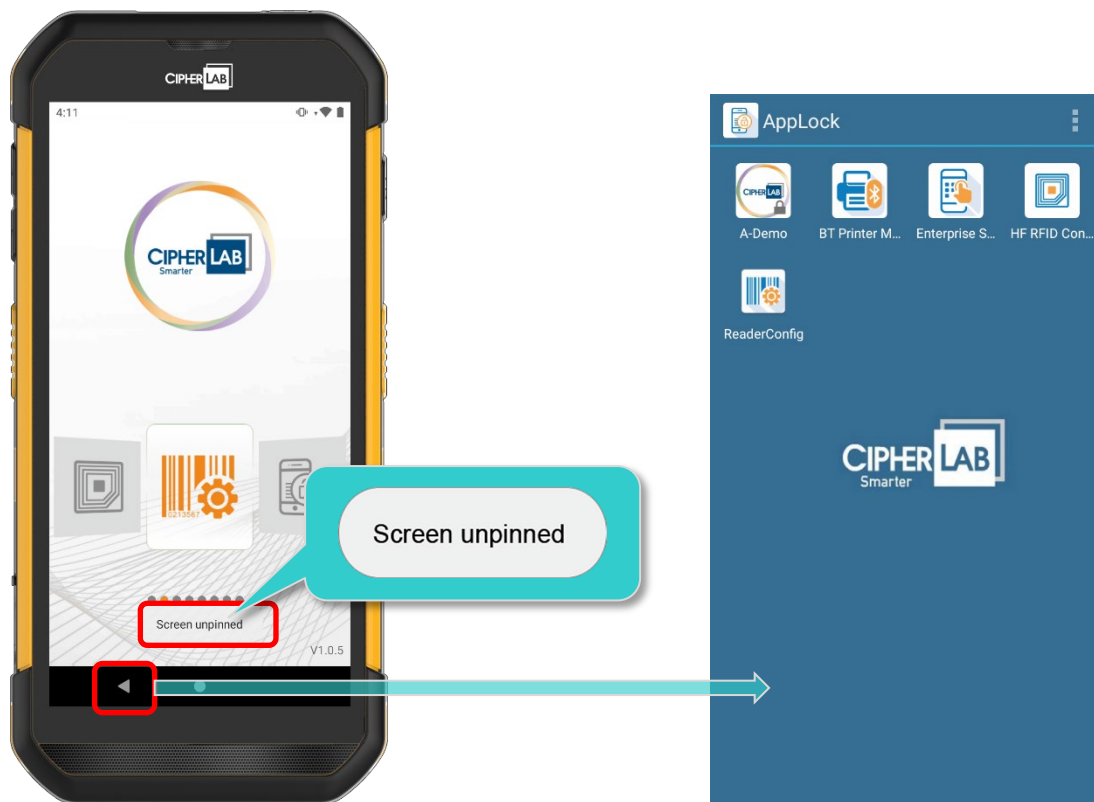 CIPHERLAB
4:11
CIPHERLAB
Smarter
0213587
Screen unpinned
V1.0.5
Screen unpinned
AppLock
CIPHERLAB
A-Demo
BT Printer M...
Enterprise S...
HF RFID Con...
ReaderConfig
CIPHERLAB
Smarter